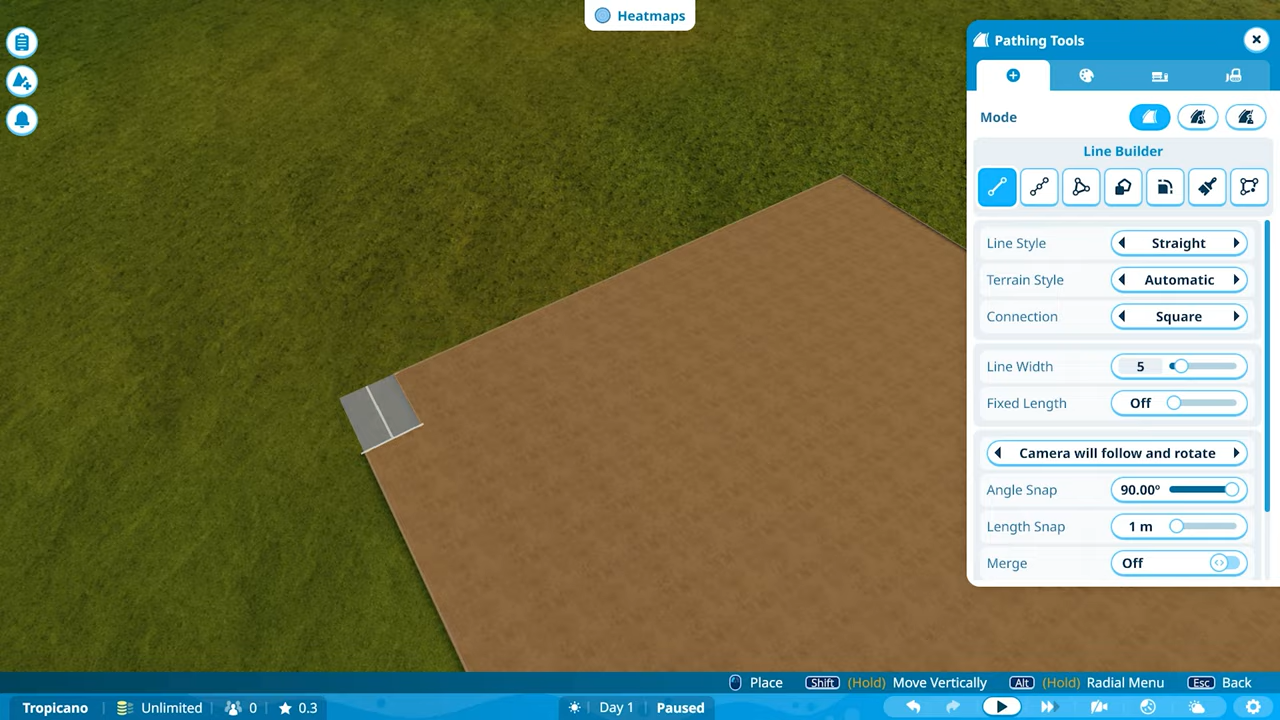 Heatmaps
Pathing Tools
Mode
Line Builder
Line Style Straight
Terrain Style Automatic
Connection Square
Line Width 5
Fixed Length Off
Camera will follow and rotate
Angle Snap 90.00º
Length Snap 1 m
Merge Off
Place Shift (Hold) Move Vertically Alt (Hold) Radial Menu Esc Back
Tropicano Unlimited 0 0.3 Day 1 Paused